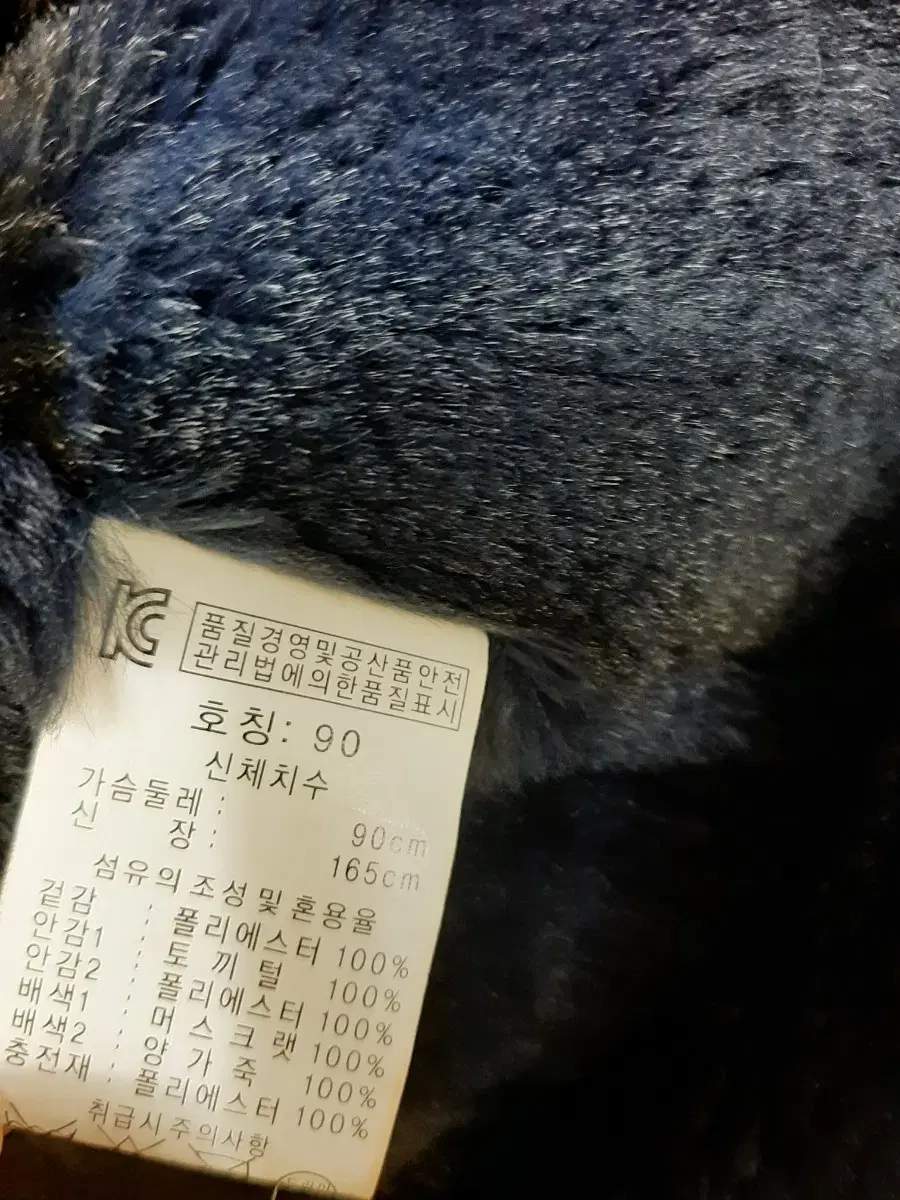 품질경영및공산품안전
관리법에의한품질표시
호칭: 90
신체치수
가슴둘레 : 90cm
신 장 : 165cm
섬유의 조성 및 혼용율
겉감 : 폴리에스터 100%
안감1 : 토 끼 털 100%
안감2 : 폴리에스터 100%
배색1 : 머 스 크 랫 100%
배색2 : 양 가 죽 100%
충전재 : 폴리에스터 100%
취급시주의사항